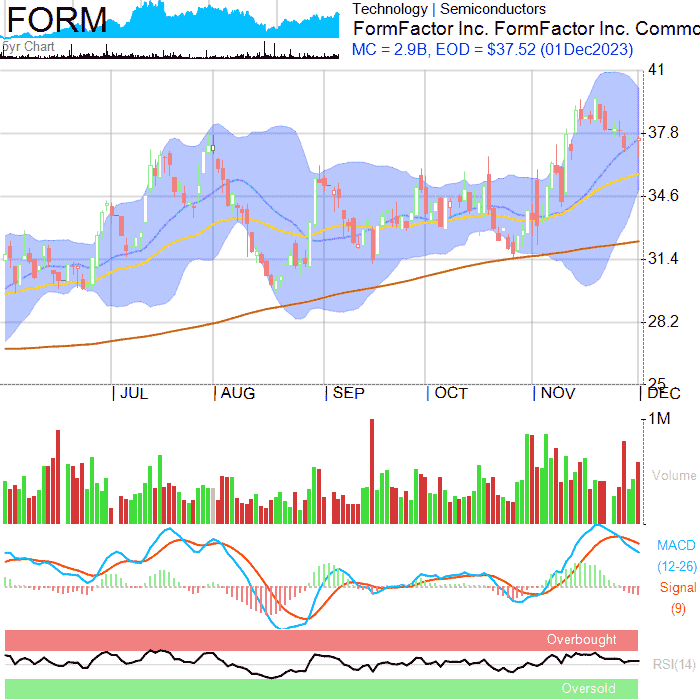 FORM
5yr Chart
Technology | Semiconductors
FormFactor Inc. FormFactor Inc. Commo
MC = 2.9B, EOD = $37.52 (01Dec2023)
41
37.8
34.6
31.4
28.2
25
JUL AUG SEP OCT NOV DEC
1M
Volume
MACD
(12-26)
Signal
(9)
Overbought
RSI(14)
Oversold